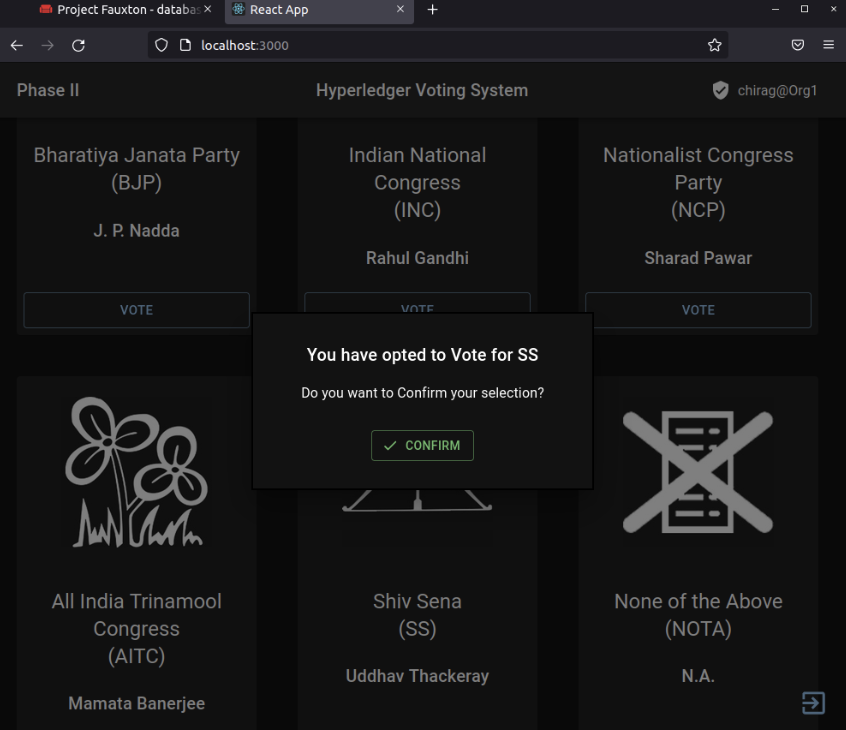 Project Fauxton - databas
React App
localhost:3000
Phase II
Hyperledger Voting System
chirag@Org1
Bharatiya Janata Party
(BJP)
J. P. Nadda
VOTE
Indian National
Congress
(INC)
Rahul Gandhi
VOTE
Nationalist Congress
Party
(NCP)
Sharad Pawar
VOTE
You have opted to Vote for SS
Do you want to Confirm your selection?
CONFIRM
All India Trinamool
Congress
(AITC)
Mamata Banerjee
Shiv Sena
(SS)
Uddhav Thackeray
None of the Above
(NOTA)
N.A.